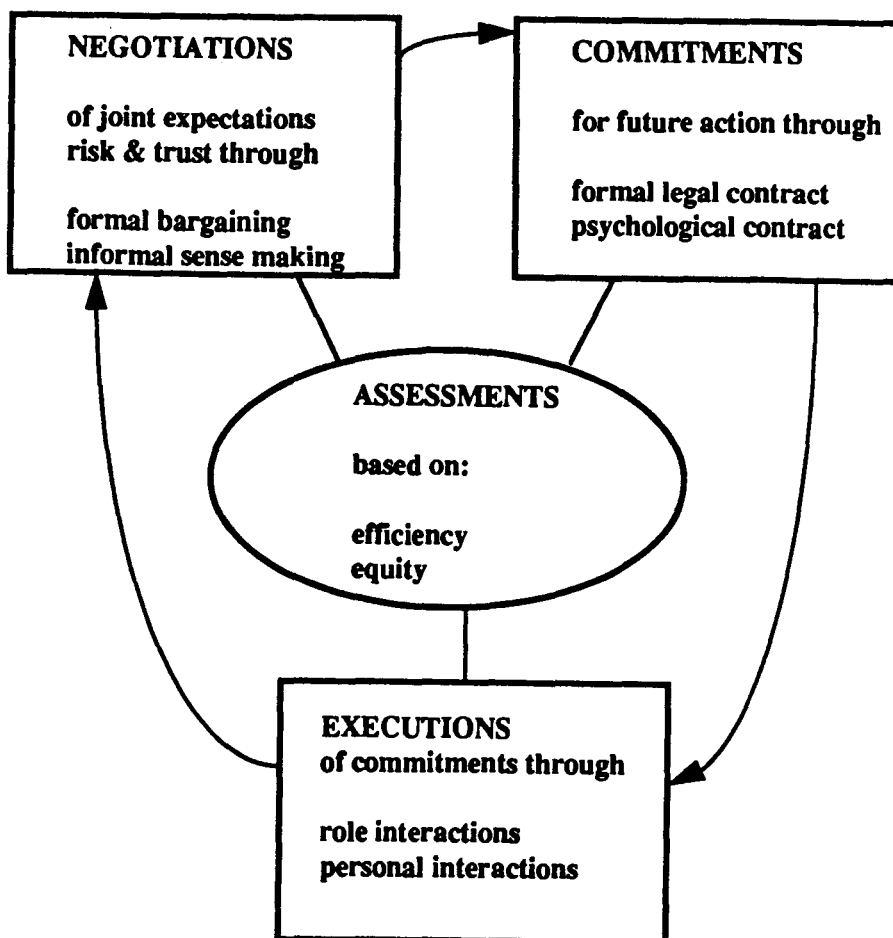 NEGOTIATIONS
of joint expectations
risk & trust through
formal bargaining
informal sense making
COMMITMENTS
for future action through
formal legal contract
psychological contract
ASSESSMENTS
based on:
efficiency
equity
EXECUTIONS
of commitments through
role interactions
personal interactions